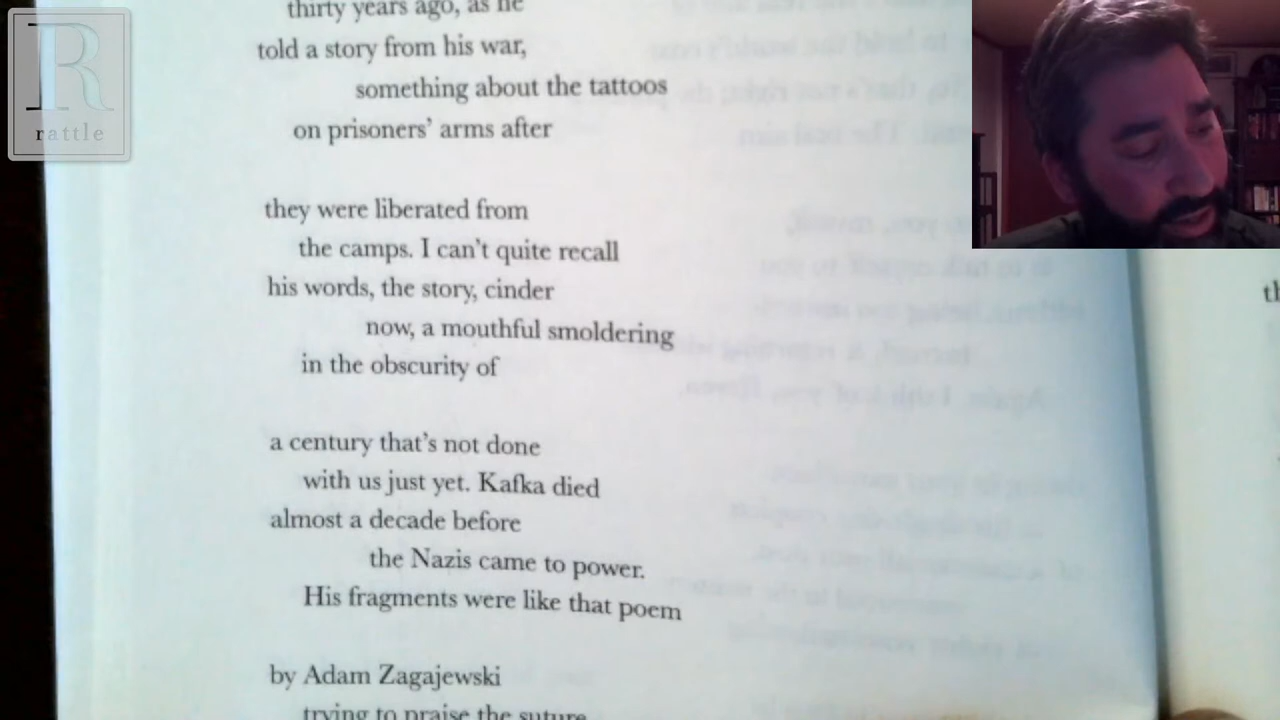 R
rattle
thirty years ago, as he
told a story from his war,
something about the tattoos
on prisoners’ arms after
they were liberated from
the camps. I can’t quite recall
his words, the story, cinder
now, a mouthful smoldering
in the obscurity of
a century that’s not done
with us just yet. Kafka died
almost a decade before
the Nazis came to power.
His fragments were like that poem
by Adam Zagajewski
trying to praise the suture